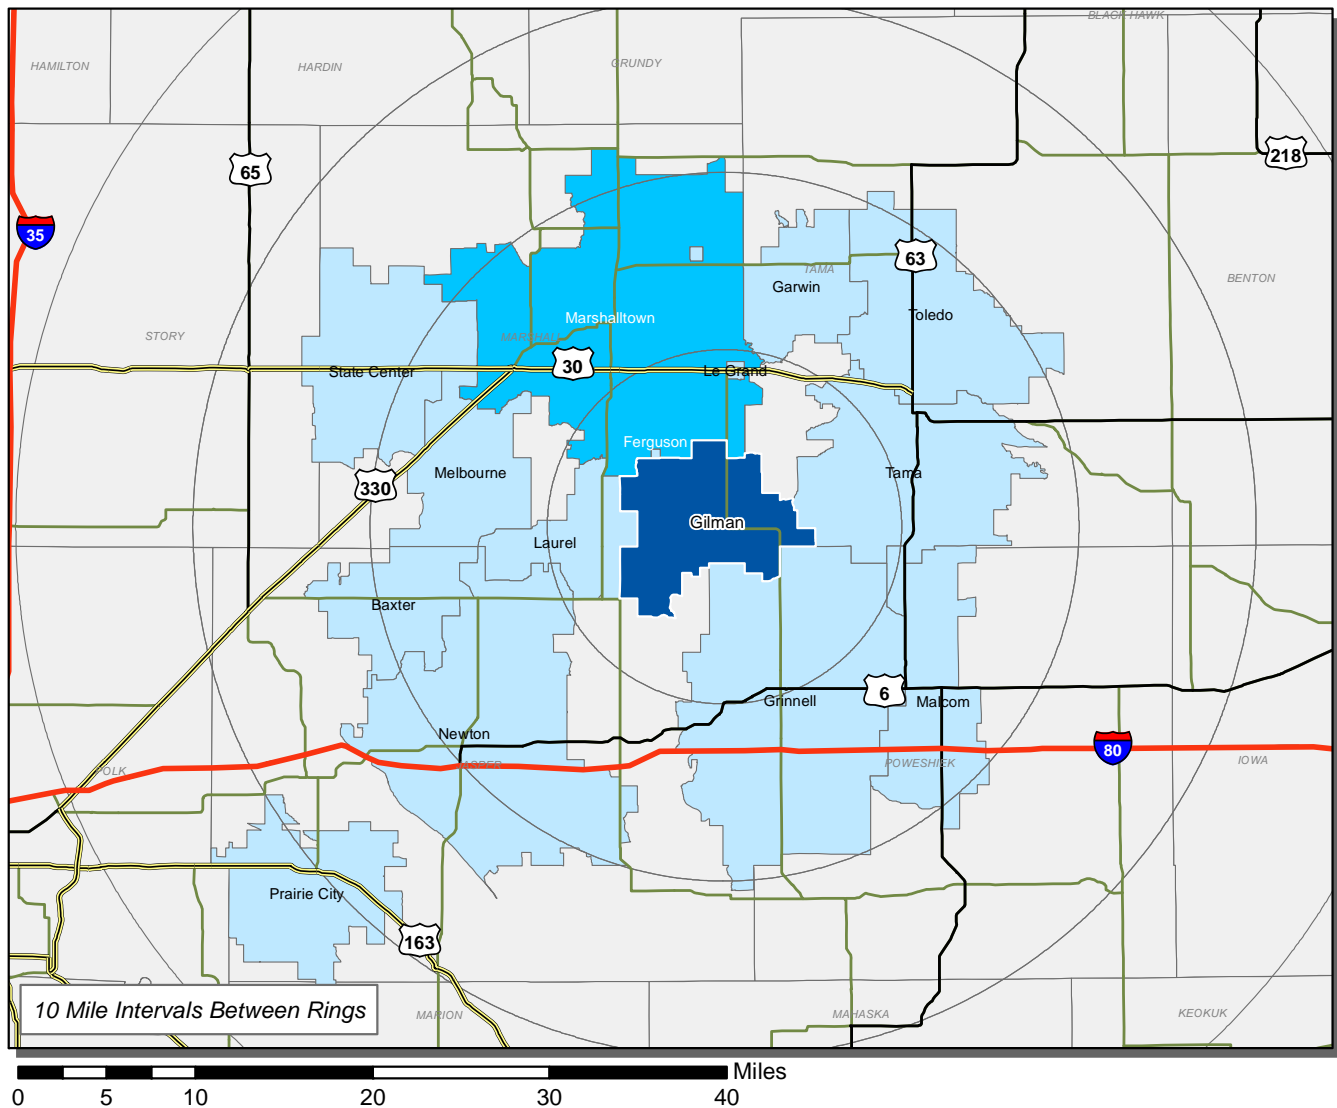 BLACK HAWK
HAMILTON
HARDIN
GRUNDY
218
65
35
63
TAMA
BENTON
Garwin
Toledo
Marshalltown
STORY
MARSHALL
30
State Center
Le Grand
Ferguson
Melbourne
Tama
330
Gilman
Laurel
Baxter
6
Grinnell
Malcom
Newton
80
JASPER
POWESHIEK
IOWA
POLK
Prairie City
163
10 Mile Intervals Between Rings
MARION
MAHASKA
KEOKUK
Miles
0 5 10 20 30 40